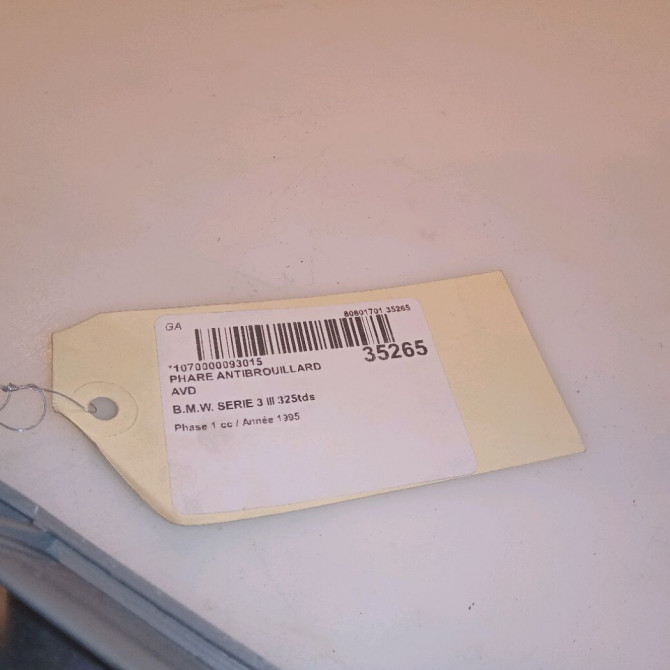 GA
80801701 35265
*1070000093015
35265
PHARE ANTIBROUILLARD
AVD
B.M.W. SERIE 3 III 325tds
Phase 1 cc / Année 1995